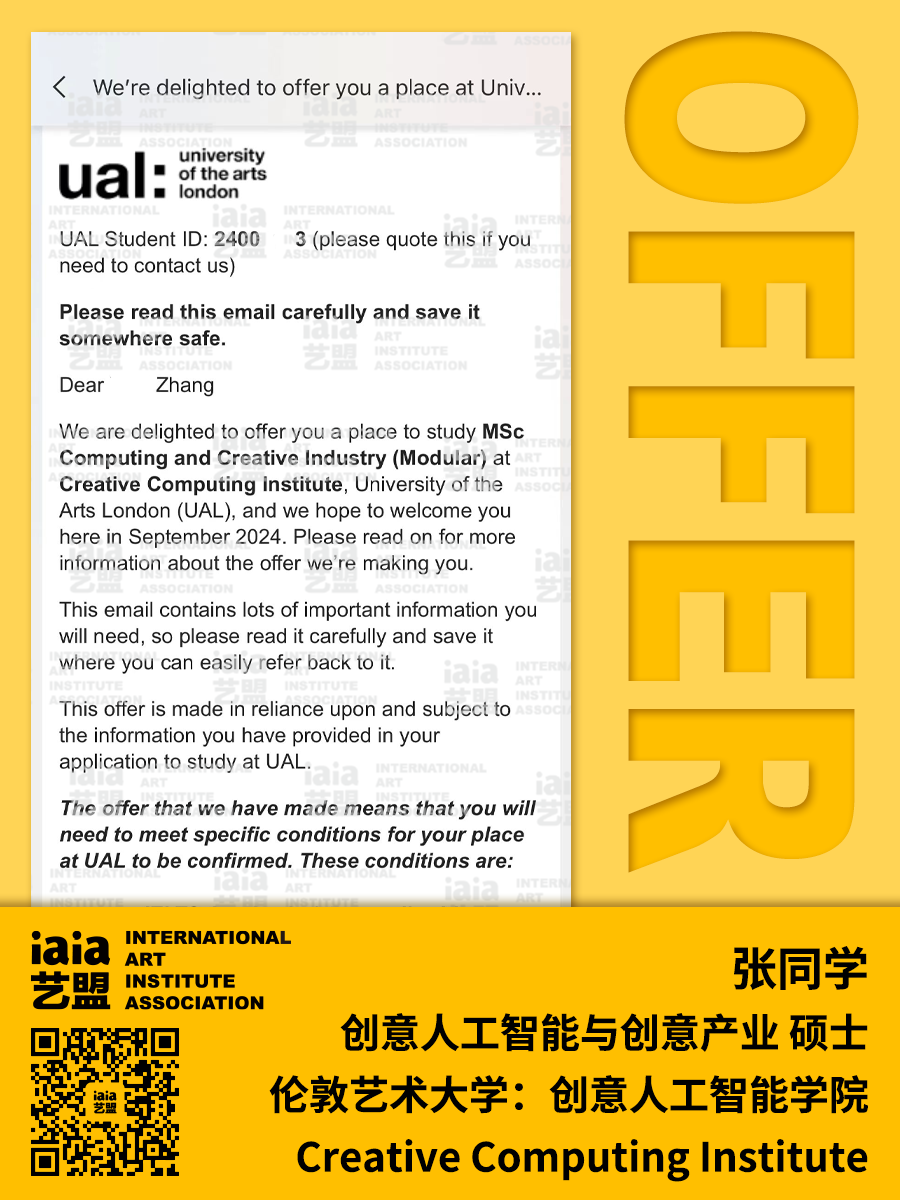 We’re delighted to offer you a place at Univ...
ual: university
of the arts
london
UAL Student ID: 2400 3 (please quote this if you
need to contact us)
Please read this email carefully and save it
somewhere safe.
Dear Zhang
We are delighted to offer you a place to study MSc
Computing and Creative Industry (Modular) at
Creative Computing Institute, University of the
Arts London (UAL), and we hope to welcome you
here in September 2024. Please read on for more
information about the offer we’re making you.
This email contains lots of important information you
will need, so please read it carefully and save it
where you can easily refer back to it.
This offer is made in reliance upon and subject to
the information you have provided in your
application to study at UAL.
The offer that we have made means that you will
need to meet specific conditions for your place
at UAL to be confirmed. These conditions are:
OFFER
iaia
艺盟
INTERNATIONAL
ART
INSTITUTE
ASSOCIATION
iaia
艺盟
张同学
创意人工智能与创意产业 硕士
伦敦艺术大学：创意人工智能学院
Creative Computing Institute